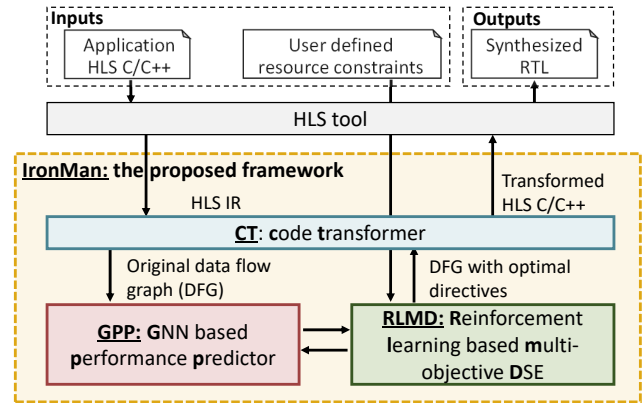 Inputs
Outputs
Application
HLS C/C++
User defined
resource constraints
Synthesized
RTL
HLS tool
IronMan: the proposed framework
HLS IR
Transformed
HLS C/C++
CT: code transformer
Original data flow
graph (DFG)
DFG with optimal
directives
GPP: GNN based
performance predictor
RLMD: Reinforcement
learning based multi-
objective DSE